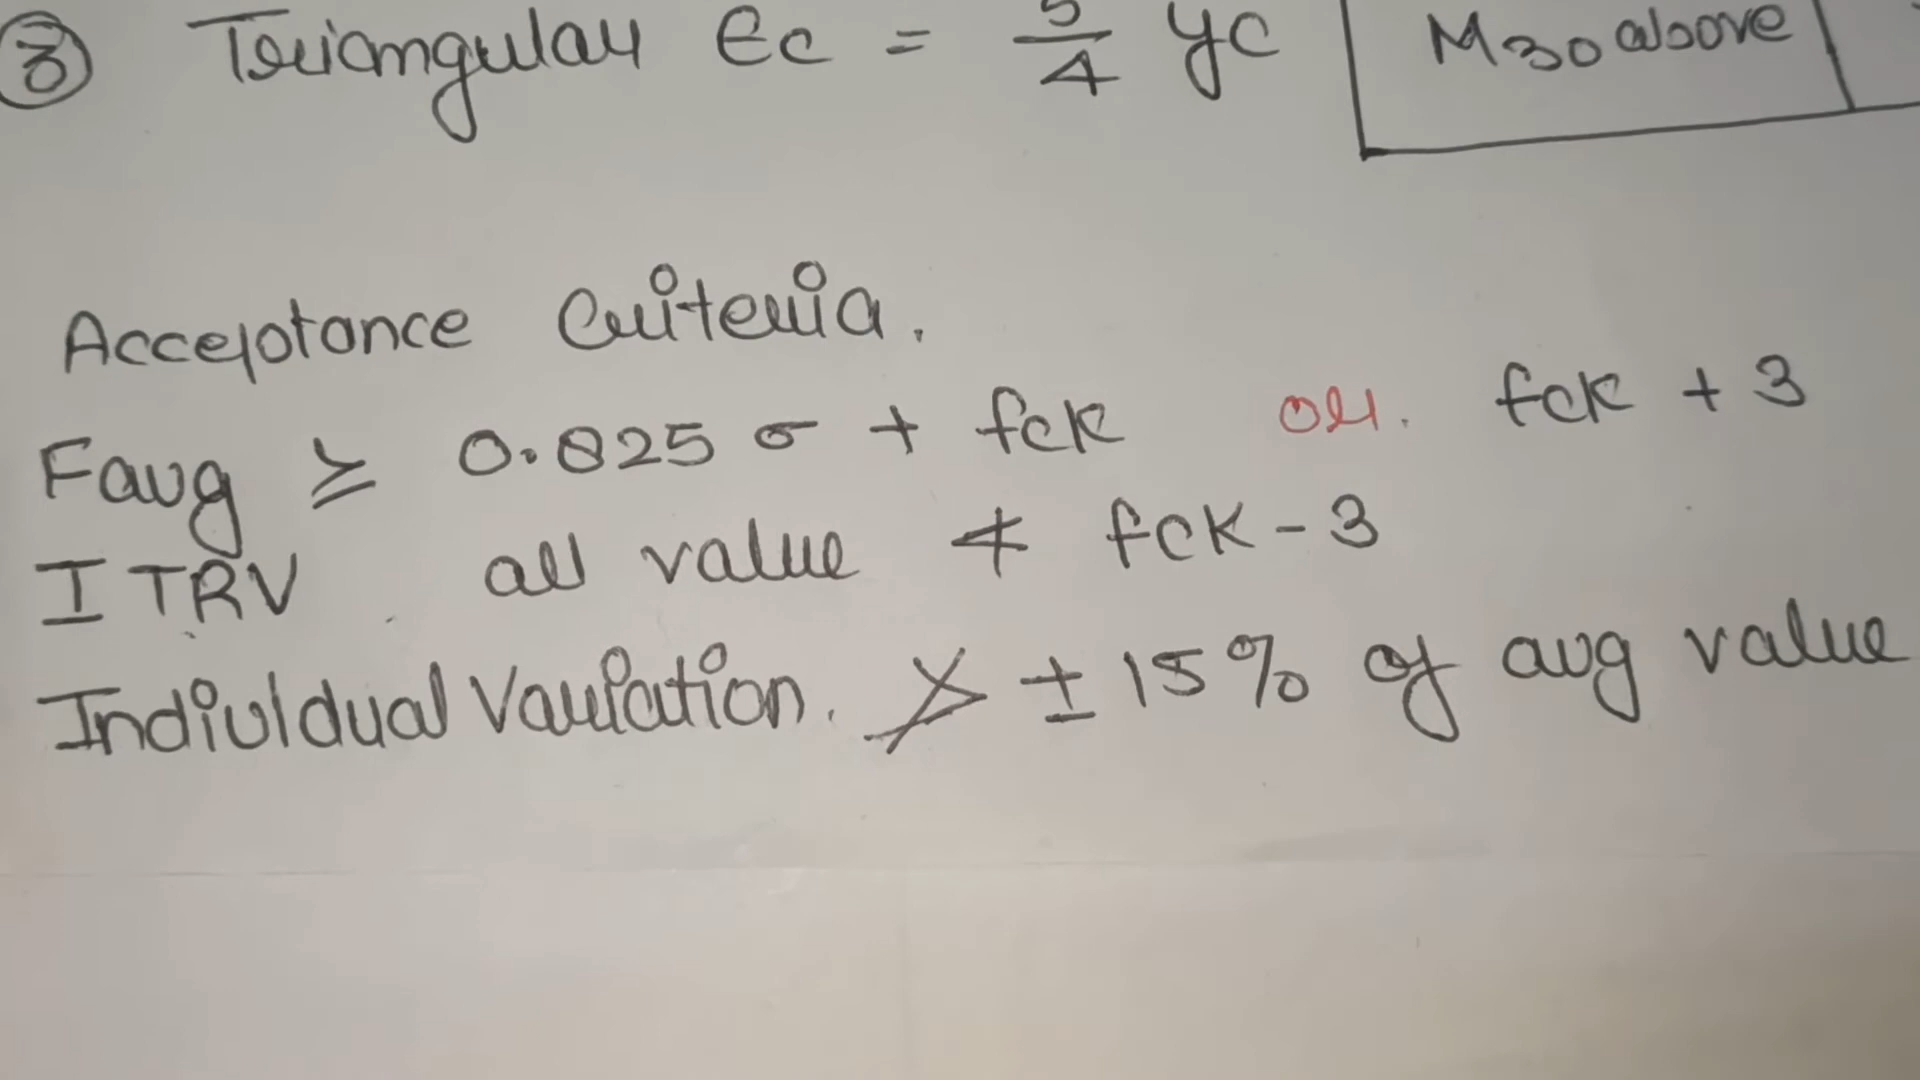 ③ Triangular Ec = 5/4 yc
M30 above
Acceptance Criteria.
Favg ≥ 0.825 σ + fck or. fck + 3
ITRV all value ≮ fck - 3
Individual Variation. ≯ ± 15% of avg value